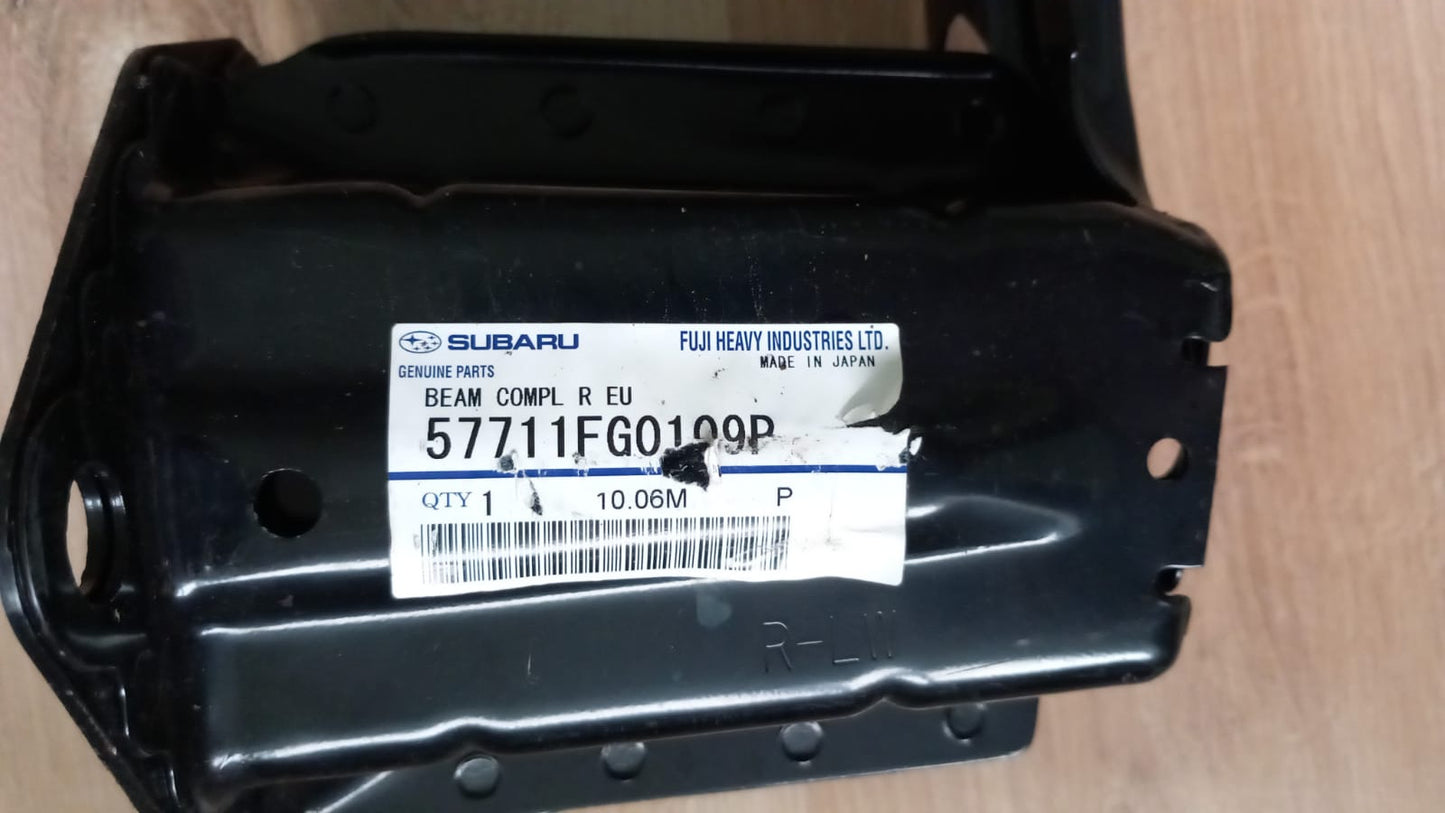 SUBARU FUJI HEAVY INDUSTRIES LTD.
GENUINE PARTS MADE IN JAPAN
BEAM COMPL R EU
57711FG0109P
QTY 1 10.06M P
R-LW